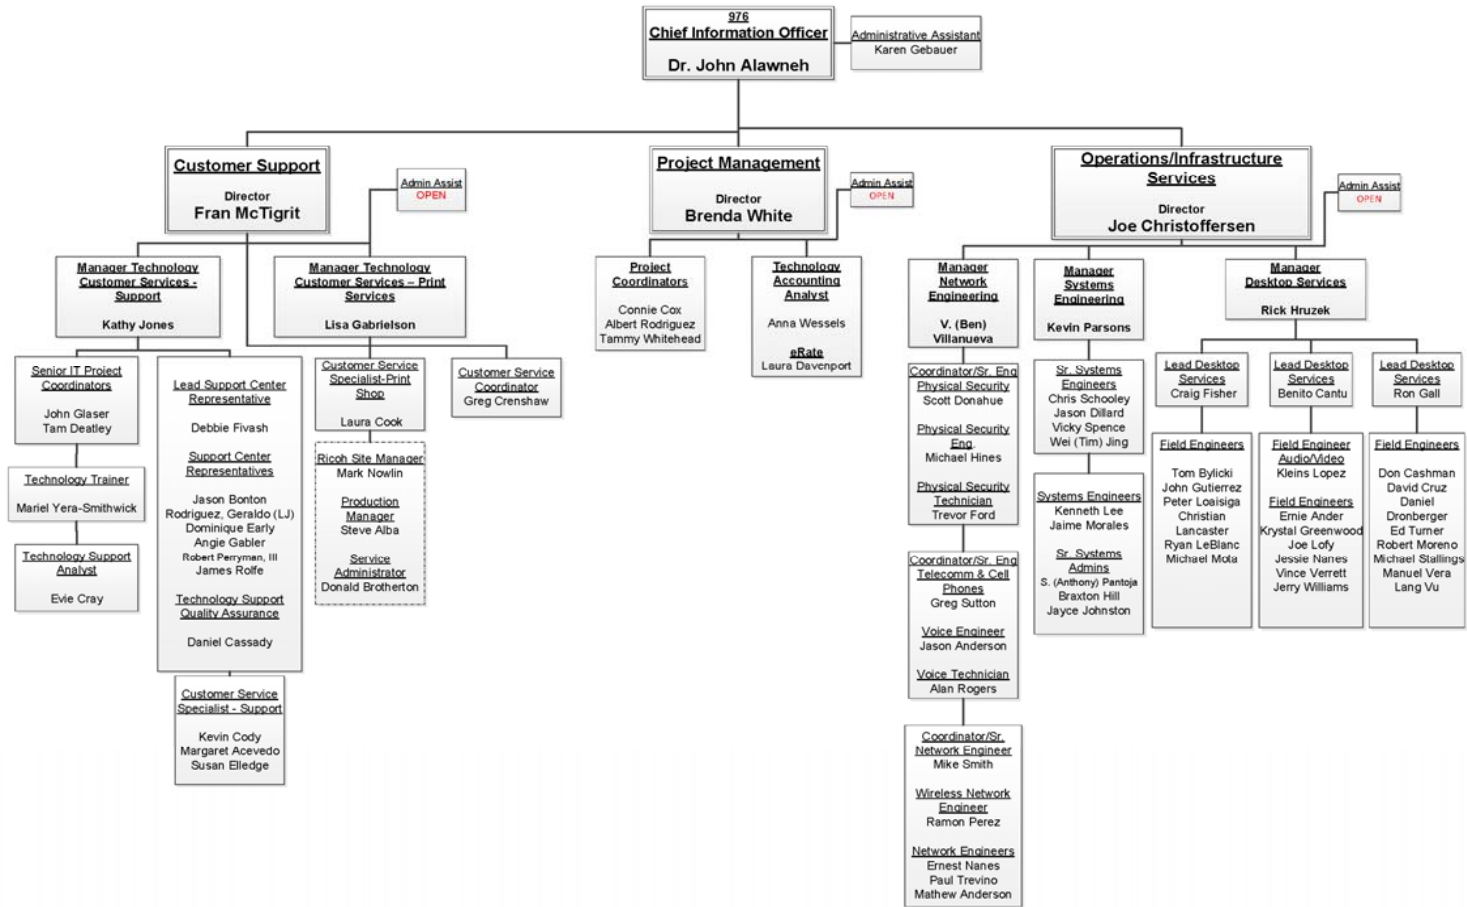 976
Chief Information Officer
Dr. John Alawneh
Administrative Assistant
Karen Gebauer
Customer Support
Director
Fran McTigrit
Admin Assist
OPEN
Project Management
Director
Brenda White
Admin Assist
OPEN
Operations/Infrastructure
Services
Director
Joe Christoffersen
Admin Assist
OPEN
Manager Technology
Customer Services -
Support
Kathy Jones
Manager Technology
Customer Services – Print
Services
Lisa Gabrielson
Senior IT Project
Coordinators
John Glaser
Tam Deatley
Technology Trainer
Mariel Yera-Smithwick
Technology Support
Analyst
Evie Cray
Lead Support Center
Representative
Debbie Fivash
Support Center
Representatives
Jason Bonton
Rodriguez, Geraldo (LJ)
Dominique Early
Angie Gabler
Robert Perryman, III
James Rolfe
Technology Support
Quality Assurance
Daniel Cassady
Customer Service
Specialist - Support
Kevin Cody
Margaret Acevedo
Susan Elledge
Customer Service
Specialist-Print
Shop
Laura Cook
Ricoh Site Manager
Mark Nowlin
Production
Manager
Steve Alba
Service
Administrator
Donald Brotherton
Customer Service
Coordinator
Greg Crenshaw
Project
Coordinators
Connie Cox
Albert Rodriguez
Tammy Whitehead
Technology
Accounting
Analyst
Anna Wessels
eRate
Laura Davenport
Manager
Network
Engineering
V. (Ben)
Villanueva
Coordinator/Sr. Eng
Physical Security
Scott Donahue
Physical Security
Eng.
Michael Hines
Physical Security
Technician
Trevor Ford
Coordinator/Sr. Eng
Telecomm & Cell
Phones
Greg Sutton
Voice Engineer
Jason Anderson
Voice Technician
Alan Rogers
Coordinator/Sr.
Network Engineer
Mike Smith
Wireless Network
Engineer
Ramon Perez
Network Engineers
Ernest Nanes
Paul Trevino
Mathew Anderson
Manager
Systems
Engineering
Kevin Parsons
Sr. Systems
Engineers
Chris Schooley
Jason Dillard
Vicky Spence
Wei (Tim) Jing
Systems Engineers
Kenneth Lee
Jaime Morales
Sr. Systems
Admins
S. (Anthony) Pantoja
Braxton Hill
Jayce Johnston
Manager
Desktop Services
Rick Hruzek
Lead Desktop
Services
Craig Fisher
Field Engineers
Tom Bylicki
John Gutierrez
Peter Loaisiga
Christian
Lancaster
Ryan LeBlanc
Michael Mota
Lead Desktop
Services
Benito Cantu
Field Engineer
Audio/Video
Kleins Lopez
Field Engineers
Ernie Ander
Krystal Greenwood
Joe Lofy
Jessie Nanes
Vince Verrett
Jerry Williams
Lead Desktop
Services
Ron Gall
Field Engineers
Don Cashman
David Cruz
Daniel
Dronberger
Ed Turner
Robert Moreno
Michael Stallings
Manuel Vera
Lang Vu